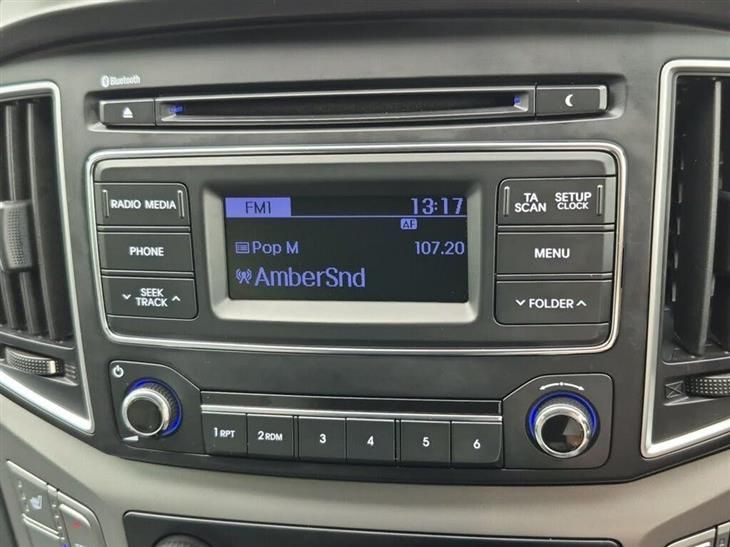 Bluetooth
RADIO MEDIA
PHONE
SEEK
TRACK
FM1 13:17
AF
Pop M 107.20
AmberSnd
TA
SCAN
SETUP
CLOCK
MENU
FOLDER
1 RPT 2 RDM 3 4 5 6